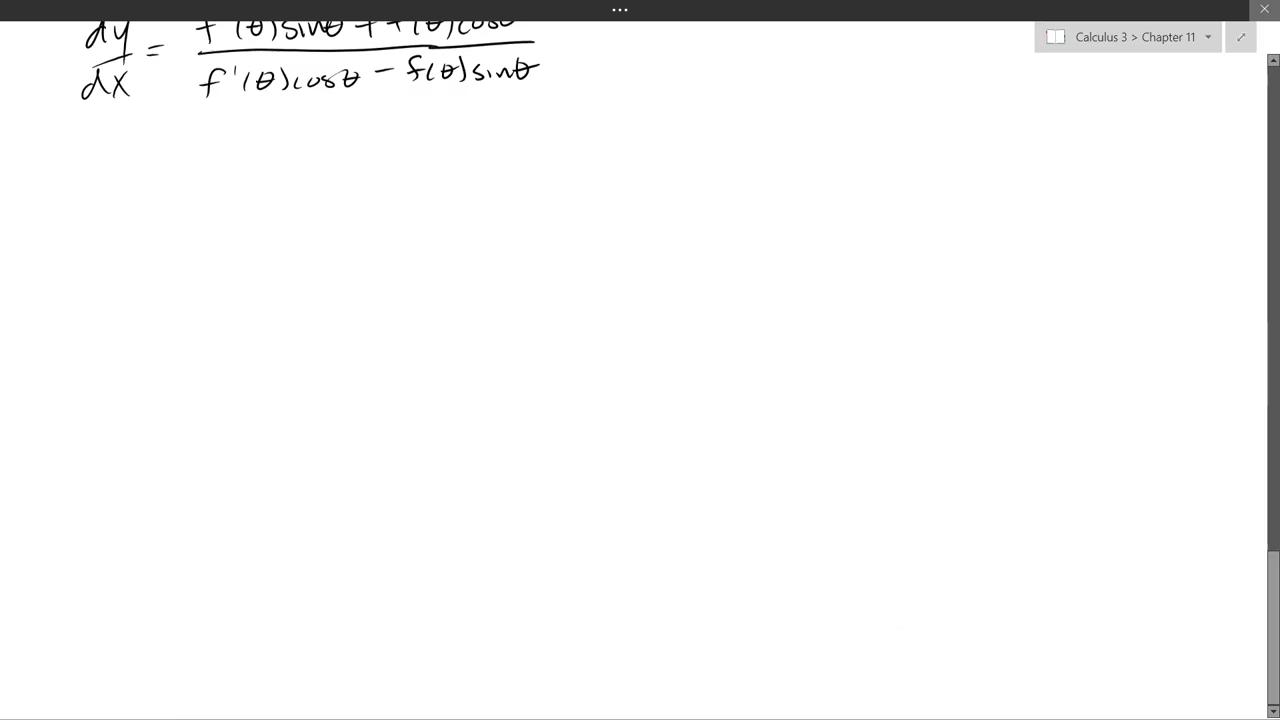 ...
Calculus 3 > Chapter 11
dy/dx = f'(θ)sinθ + f(θ)cosθ / f'(θ)cosθ − f(θ)sinθ